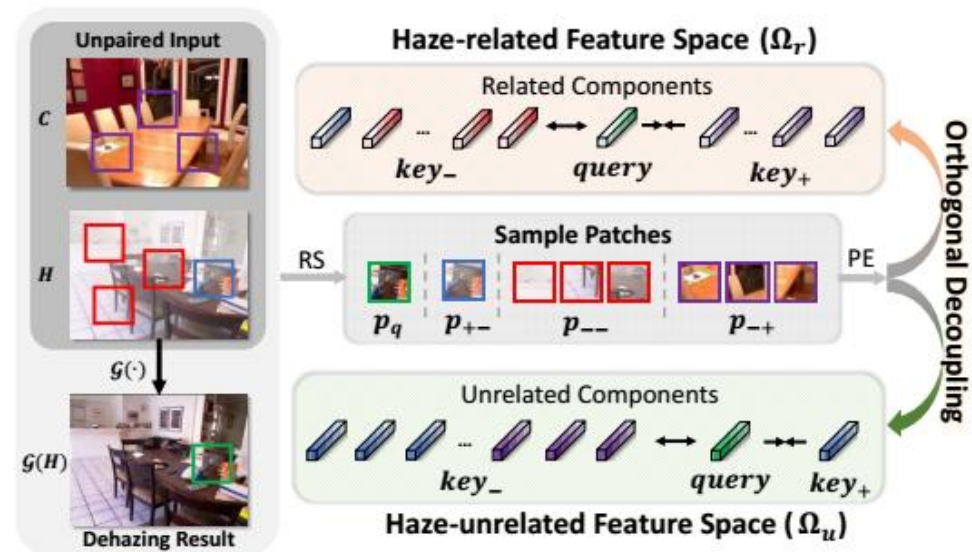 Unpaired Input
C
H
𝒢(·)
𝒢(H)
Dehazing Result
Haze-related Feature Space (Ωr)
Related Components
...
...
key₋
query
key₊
RS
Sample Patches
PE
p_q
p₊₋
p₋₋
p₋₊
Orthogonal Decoupling
Unrelated Components
...
key₋
query
key₊
Haze-unrelated Feature Space (Ωu)